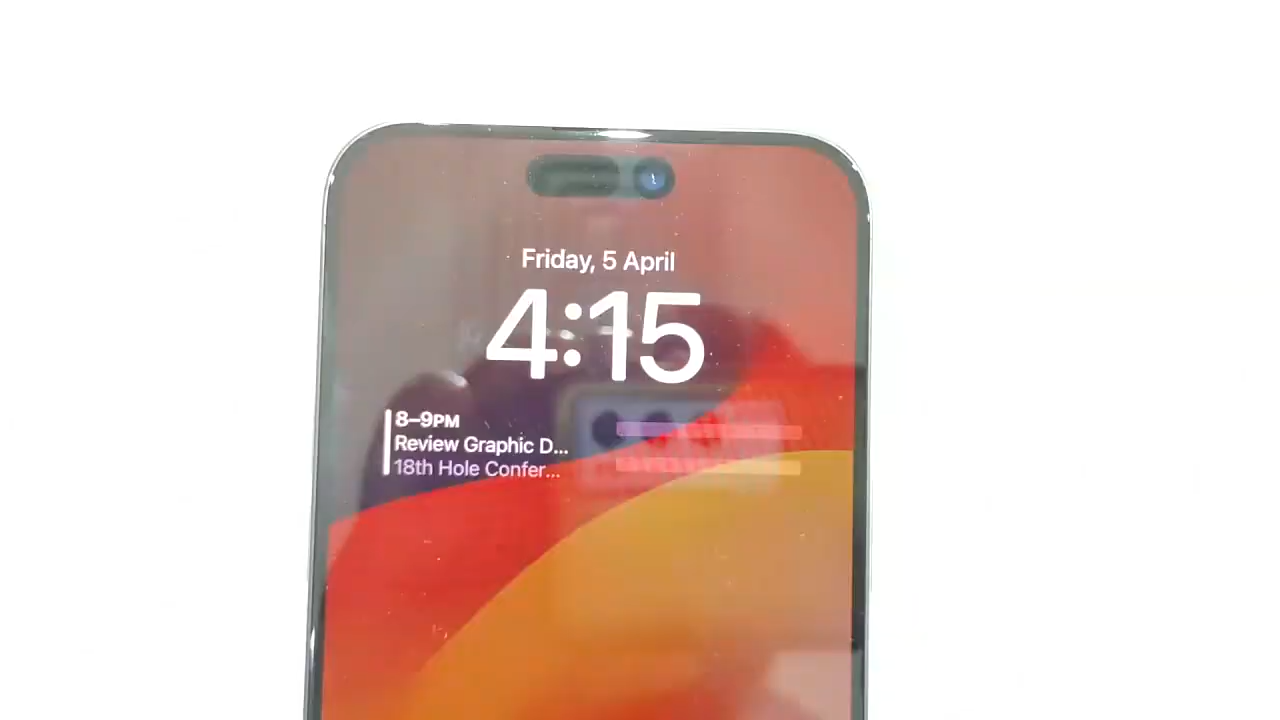 Friday, 5 April
4:15
8–9PM
Review Graphic D...
18th Hole Confer...